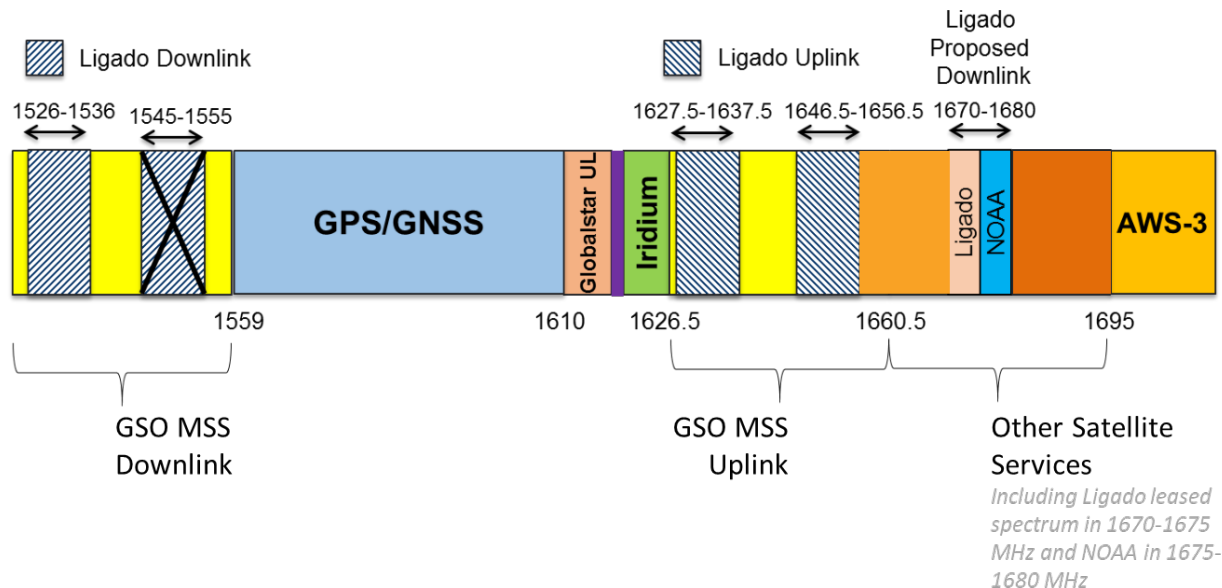 Ligado Downlink
Ligado Uplink
Ligado
Proposed
Downlink
1526-1536
1545-1555
1627.5-1637.5
1646.5-1656.5
1670-1680
GPS/GNSS
Globalstar UL
Iridium
Ligado
NOAA
AWS-3
1559
1610
1626.5
1660.5
1695
GSO MSS
Downlink
GSO MSS
Uplink
Other Satellite
Services
Including Ligado leased
spectrum in 1670-1675
MHz and NOAA in 1675-
1680 MHz